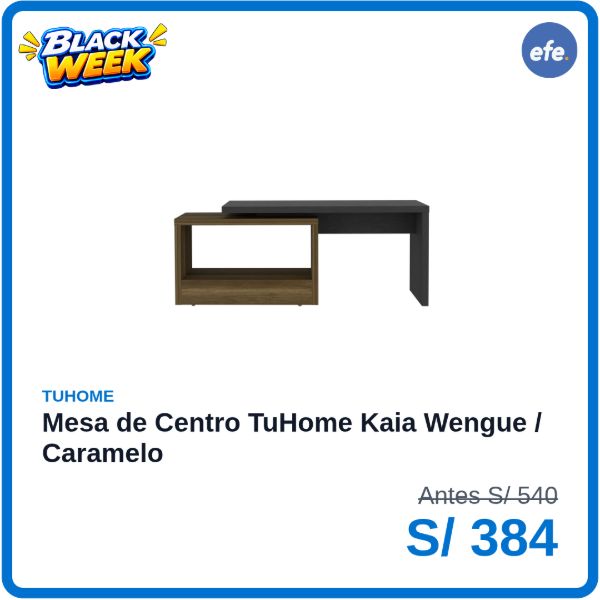 BLACK
WEEK
efe.
TUHOME
Mesa de Centro TuHome Kaia Wengue /
Caramelo
Antes S/ 540
S/ 384